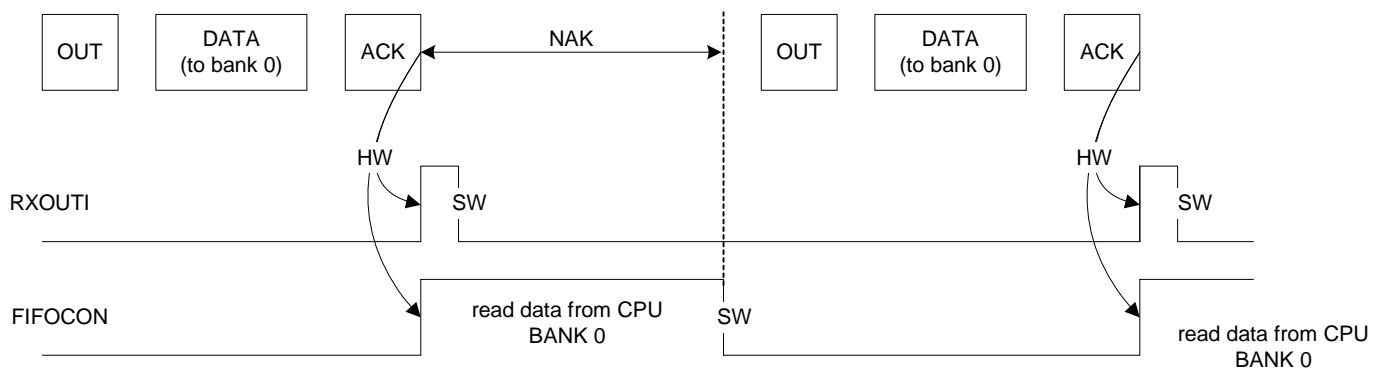 OUT
DATA
(to bank 0)
ACK
NAK
OUT
DATA
(to bank 0)
ACK
HW
HW
RXOUTI
SW
SW
FIFOCON
read data from CPU
BANK 0
SW
read data from CPU
BANK 0